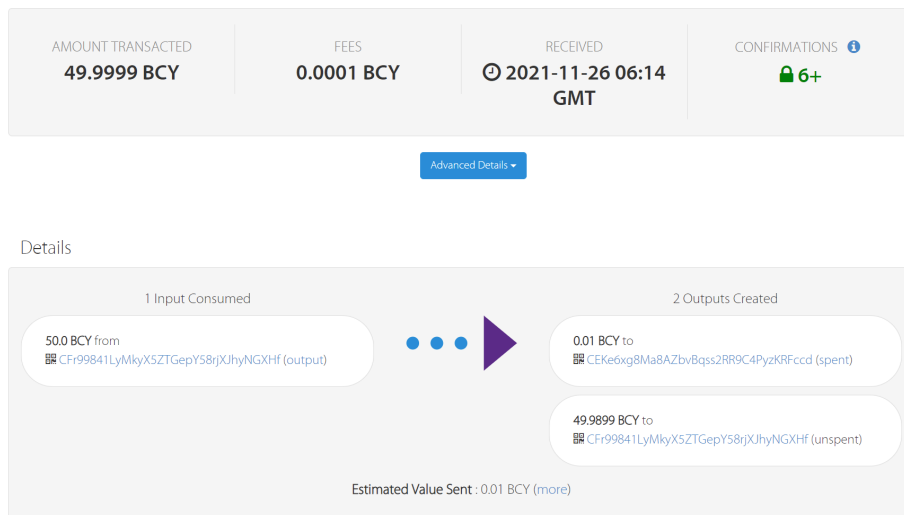 AMOUNT TRANSACTED
49.9999 BCY
FEES
0.0001 BCY
RECEIVED
2021-11-26 06:14
GMT
CONFIRMATIONS
6+
Advanced Details
Details
1 Input Consumed
50.0 BCY from
CFr99841LyMkyX5ZTGepY58rjXJhyNGXHf (output)
2 Outputs Created
0.01 BCY to
CEKe6xg8Ma8AZbvBqss2RR9C4PyzKRFccd (spent)
49.9899 BCY to
CFr99841LyMkyX5ZTGepY58rjXJhyNGXHf (unspent)
Estimated Value Sent : 0.01 BCY (more)